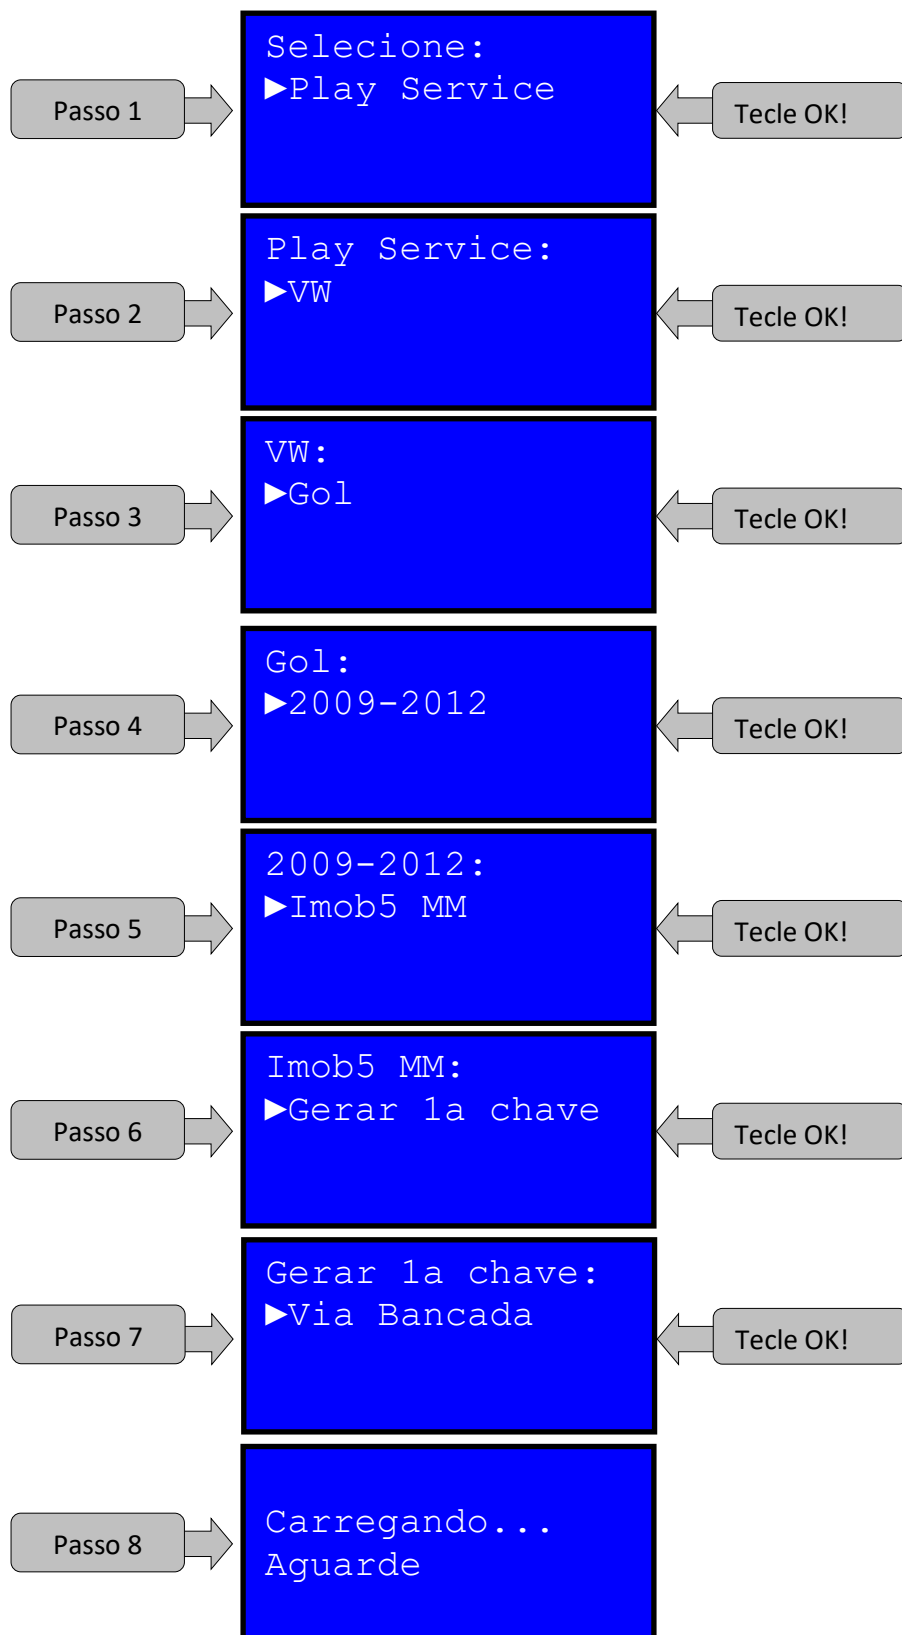 Passo 1
Selecione:
►Play Service
Tecle OK!
Passo 2
Play Service:
►VW
Tecle OK!
Passo 3
VW:
►Gol
Tecle OK!
Passo 4
Gol:
►2009-2012
Tecle OK!
Passo 5
2009-2012:
►Imob5 MM
Tecle OK!
Passo 6
Imob5 MM:
►Gerar 1a chave
Tecle OK!
Passo 7
Gerar 1a chave:
►Via Bancada
Tecle OK!
Passo 8
Carregando...
Aguarde